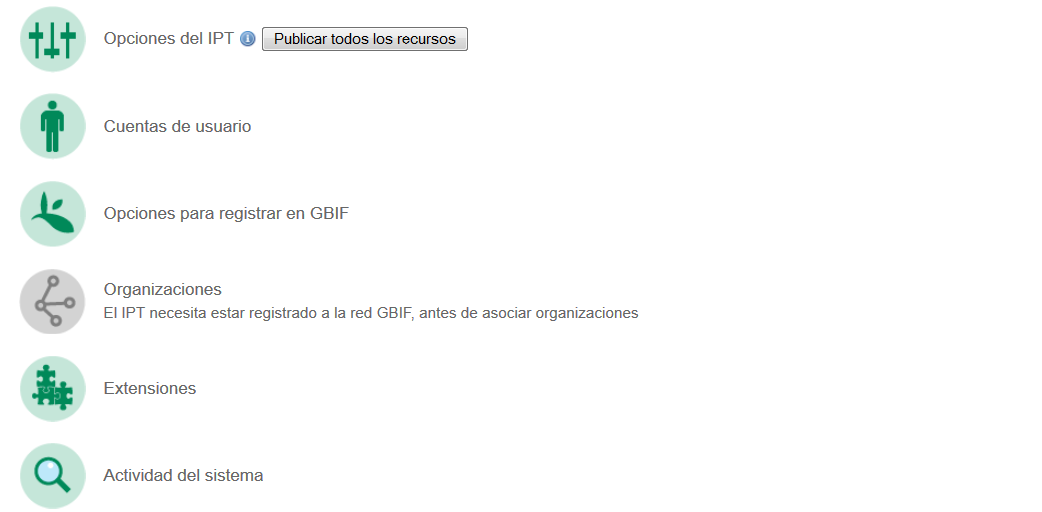 Opciones del IPT Publicar todos los recursos
Cuentas de usuario
Opciones para registrar en GBIF
Organizaciones
El IPT necesita estar registrado a la red GBIF, antes de asociar organizaciones
Extensiones
Actividad del sistema